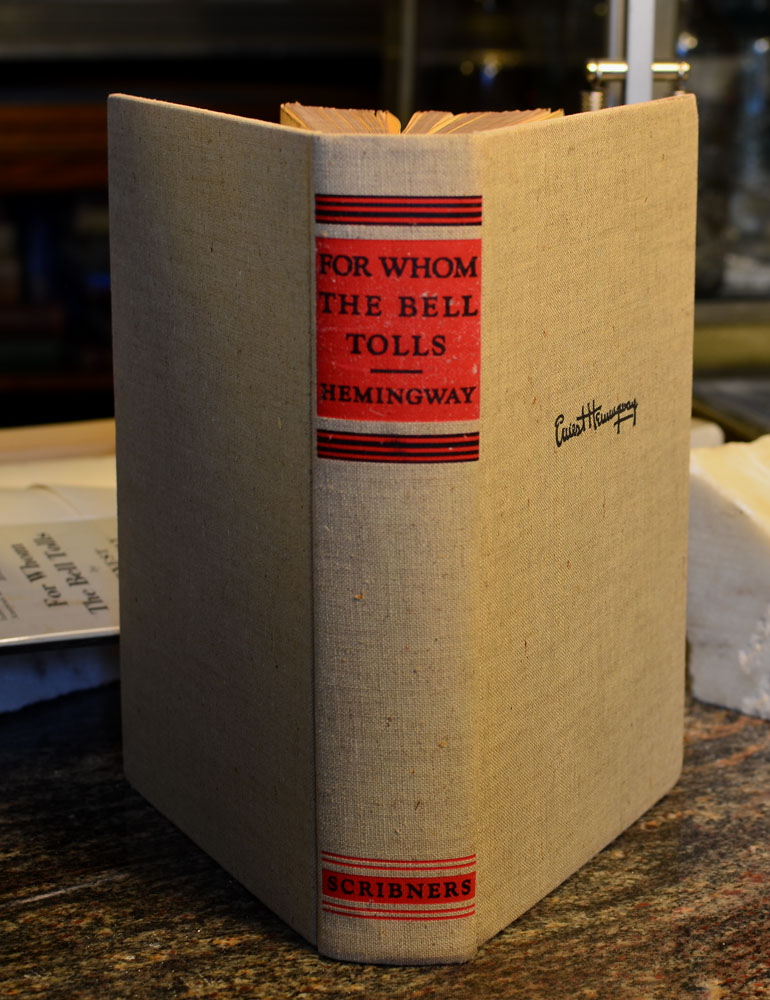 FOR WHOM
THE BELL
TOLLS
HEMINGWAY
SCRIBNERS
Ernest Hemingway
For Whom
The Bell Tolls